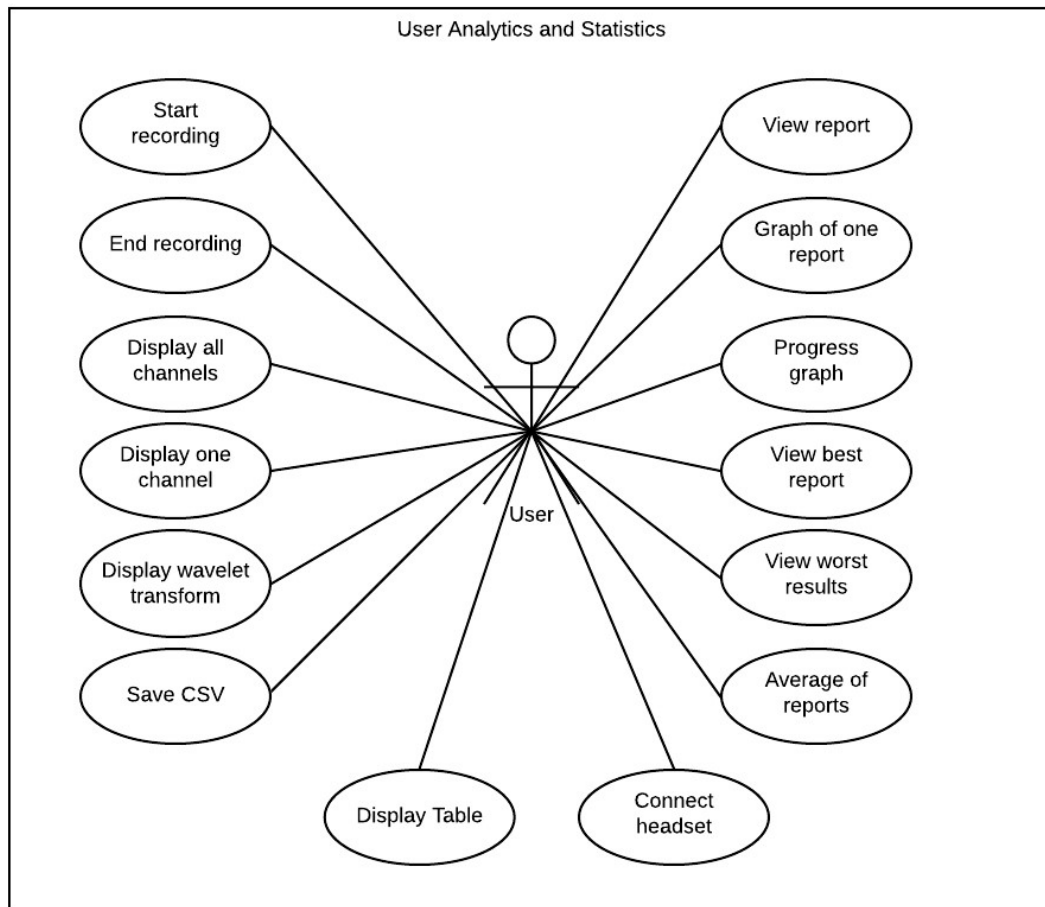 User Analytics and Statistics
Start
recording
End recording
Display all
channels
Display one
channel
Display wavelet
transform
Save CSV
View report
Graph of one
report
Progress
graph
View best
report
View worst
results
Average of
reports
User
Display Table
Connect
headset